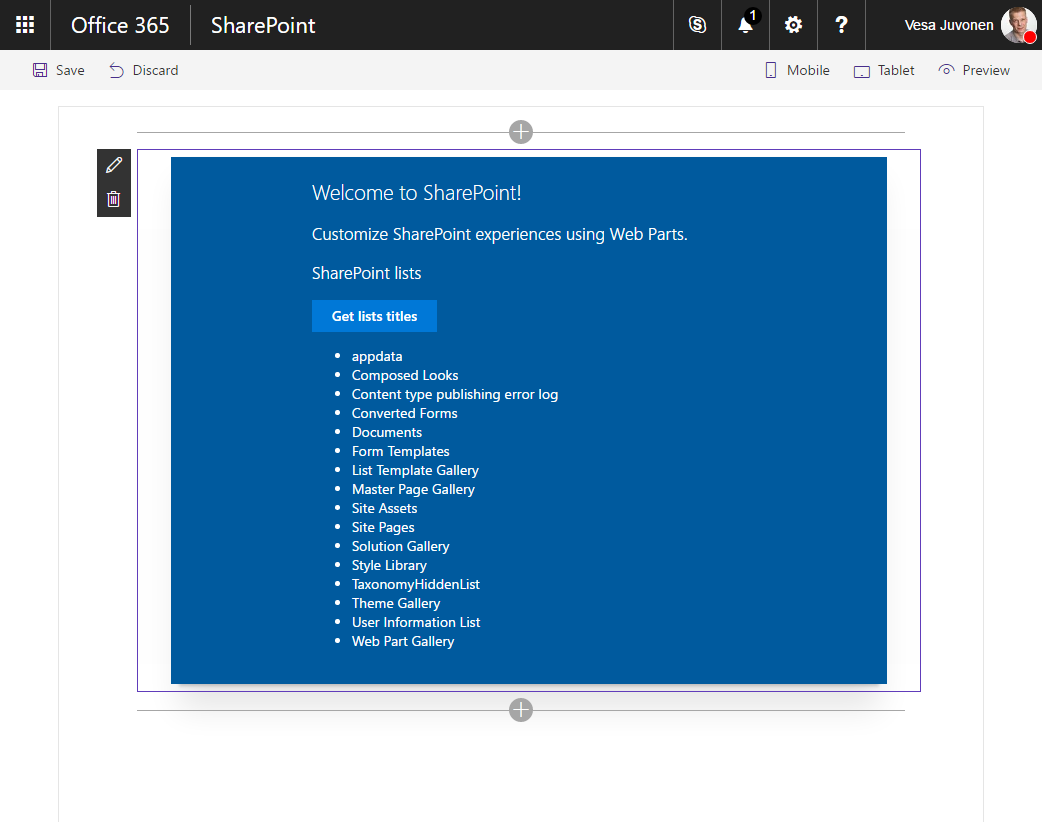 Office 365 SharePoint 1 ? Vesa Juvonen
Save Discard Mobile Tablet Preview
Welcome to SharePoint!
Customize SharePoint experiences using Web Parts.
SharePoint lists
Get lists titles
appdata
Composed Looks
Content type publishing error log
Converted Forms
Documents
Form Templates
List Template Gallery
Master Page Gallery
Site Assets
Site Pages
Solution Gallery
Style Library
TaxonomyHiddenList
Theme Gallery
User Information List
Web Part Gallery